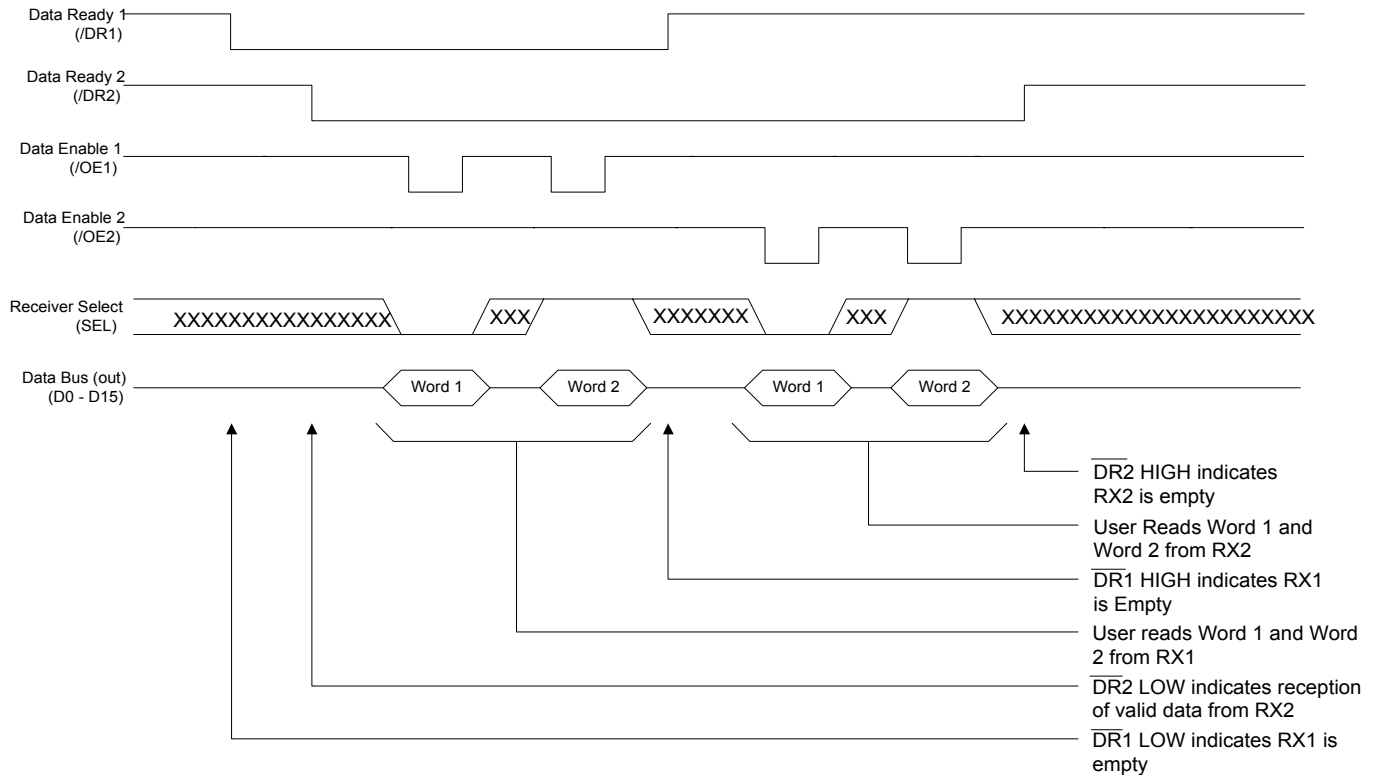 Data Ready 1
(/DR1)
Data Ready 2
(/DR2)
Data Enable 1
(/OE1)
Data Enable 2
(/OE2)
Receiver Select
(SEL)
XXXXXXXXXXXXXXXX
XXX
XXXXXXX
XXX
XXXXXXXXXXXXXXXXXXXXXXX
Data Bus (out)
(D0 - D15)
Word 1
Word 2
Word 1
Word 2
DR2 HIGH indicates
RX2 is empty
User Reads Word 1 and
Word 2 from RX2
DR1 HIGH indicates RX1
is Empty
User reads Word 1 and Word
2 from RX1
DR2 LOW indicates reception
of valid data from RX2
DR1 LOW indicates RX1 is
empty